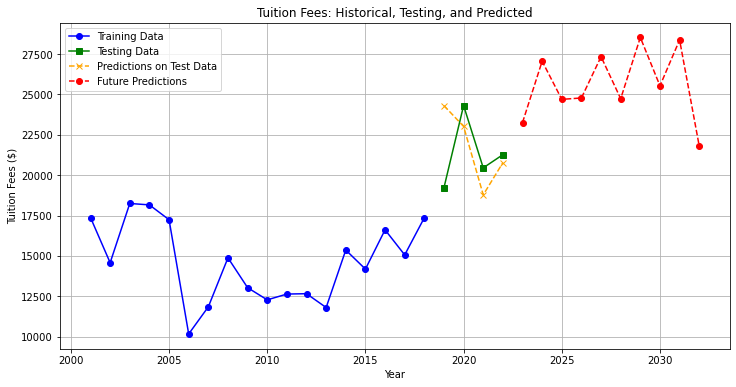 Tuition Fees: Historical, Testing, and Predicted
Training Data
Testing Data
Predictions on Test Data
Future Predictions
Tuition Fees ($)
27500
25000
22500
20000
17500
15000
12500
10000
2000
2005
2010
2015
2020
2025
2030
Year